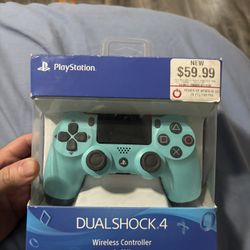 PlayStation®
NEW
$59.99
DUALSHOCK®4
Wireless Controller